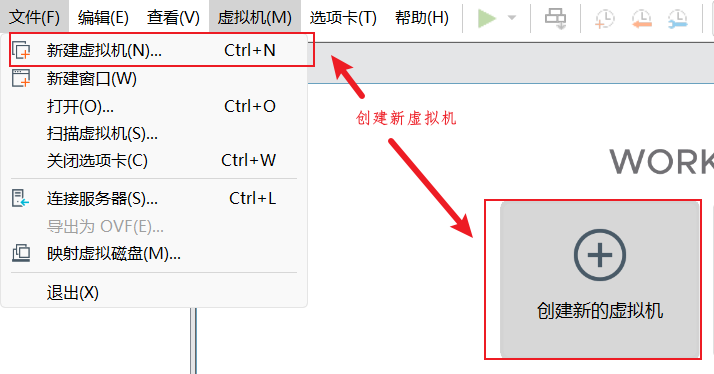 文件(F) 编辑(E) 查看(V) 虚拟机(M) 选项卡(T) 帮助(H)
新建虚拟机(N)... Ctrl+N
新建窗口(W)
打开(O)... Ctrl+O
扫描虚拟机(S)...
关闭选项卡(C) Ctrl+W
连接服务器(S)... Ctrl+L
导出为 OVF(E)...
映射虚拟磁盘(M)...
退出(X)
创建新虚拟机
WORK
创建新的虚拟机